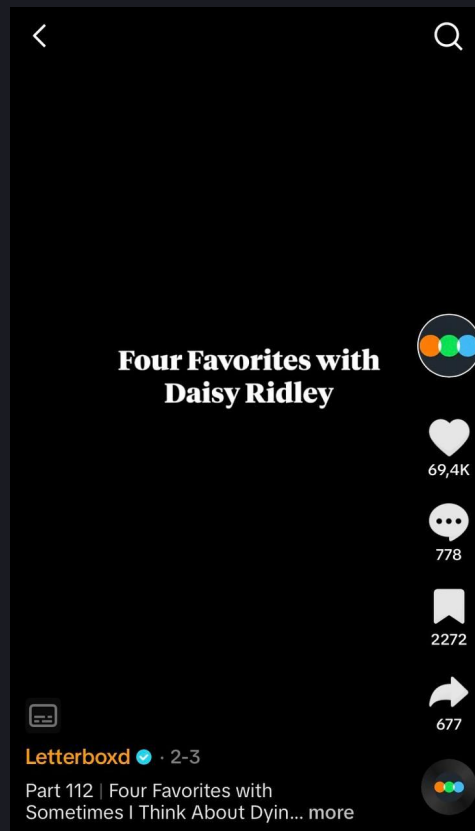 Four Favorites with
Daisy Ridley
69,4K
778
2272
677
Letterboxd · 2-3
Part 112 | Four Favorites with
Sometimes I Think About Dyin... more